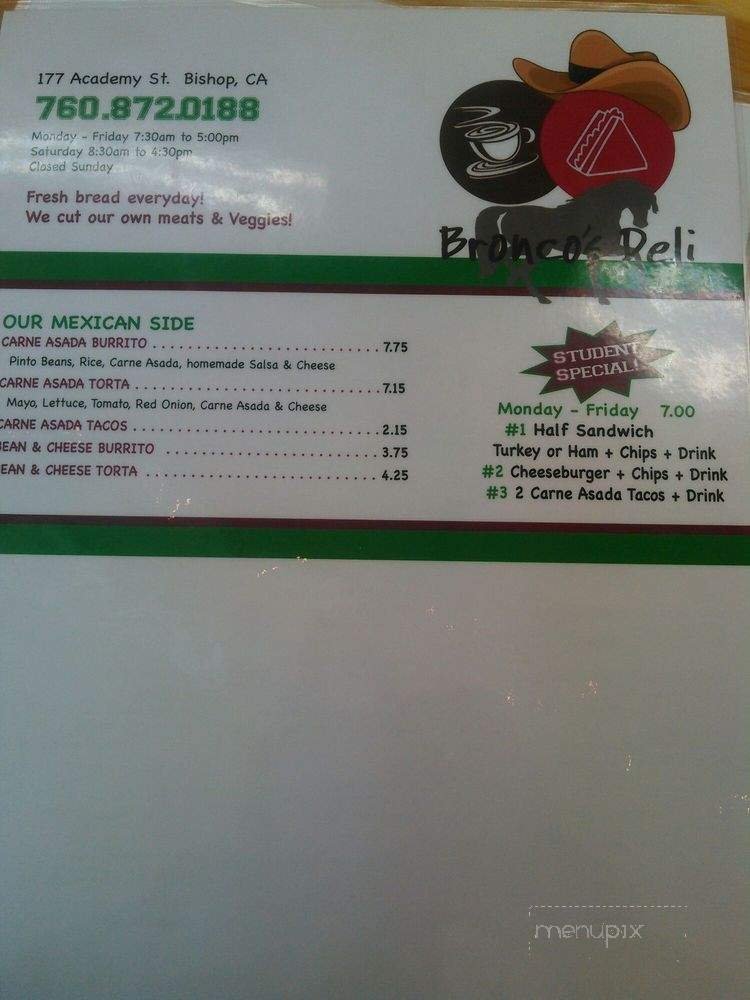 177 Academy St. Bishop, CA
760.872.0188
Monday - Friday 7:30am to 5:00pm
Saturday 8:30am to 4:30pm
Closed Sunday
Fresh bread everyday!
We cut our own meats & Veggies!
Bronco's Deli
OUR MEXICAN SIDE
CARNE ASADA BURRITO ............................ 7.75
Pinto Beans, Rice, Carne Asada, homemade Salsa & Cheese
CARNE ASADA TORTA ............................. 7.15
Mayo, Lettuce, Tomato, Red Onion, Carne Asada & Cheese
CARNE ASADA TACOS ............................. 2.15
BEAN & CHEESE BURRITO ......................... 3.75
EAN & CHEESE TORTA ............................ 4.25
STUDENT
SPECIAL!
Monday - Friday 7.00
#1 Half Sandwich
Turkey or Ham + Chips + Drink
#2 Cheeseburger + Chips + Drink
#3 2 Carne Asada Tacos + Drink
menupix